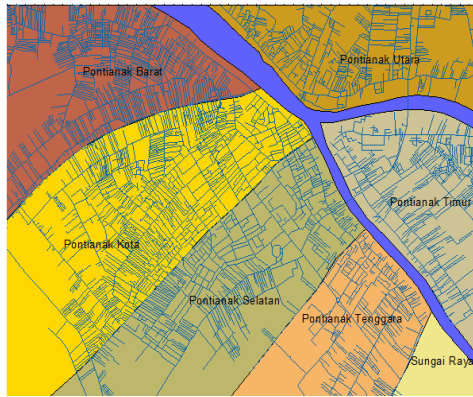 Pontianak Utara
Pontianak Barat
Pontianak Timur
Pontianak Kota
Pontianak Selatan
Pontianak Tenggara
Sungai Raya